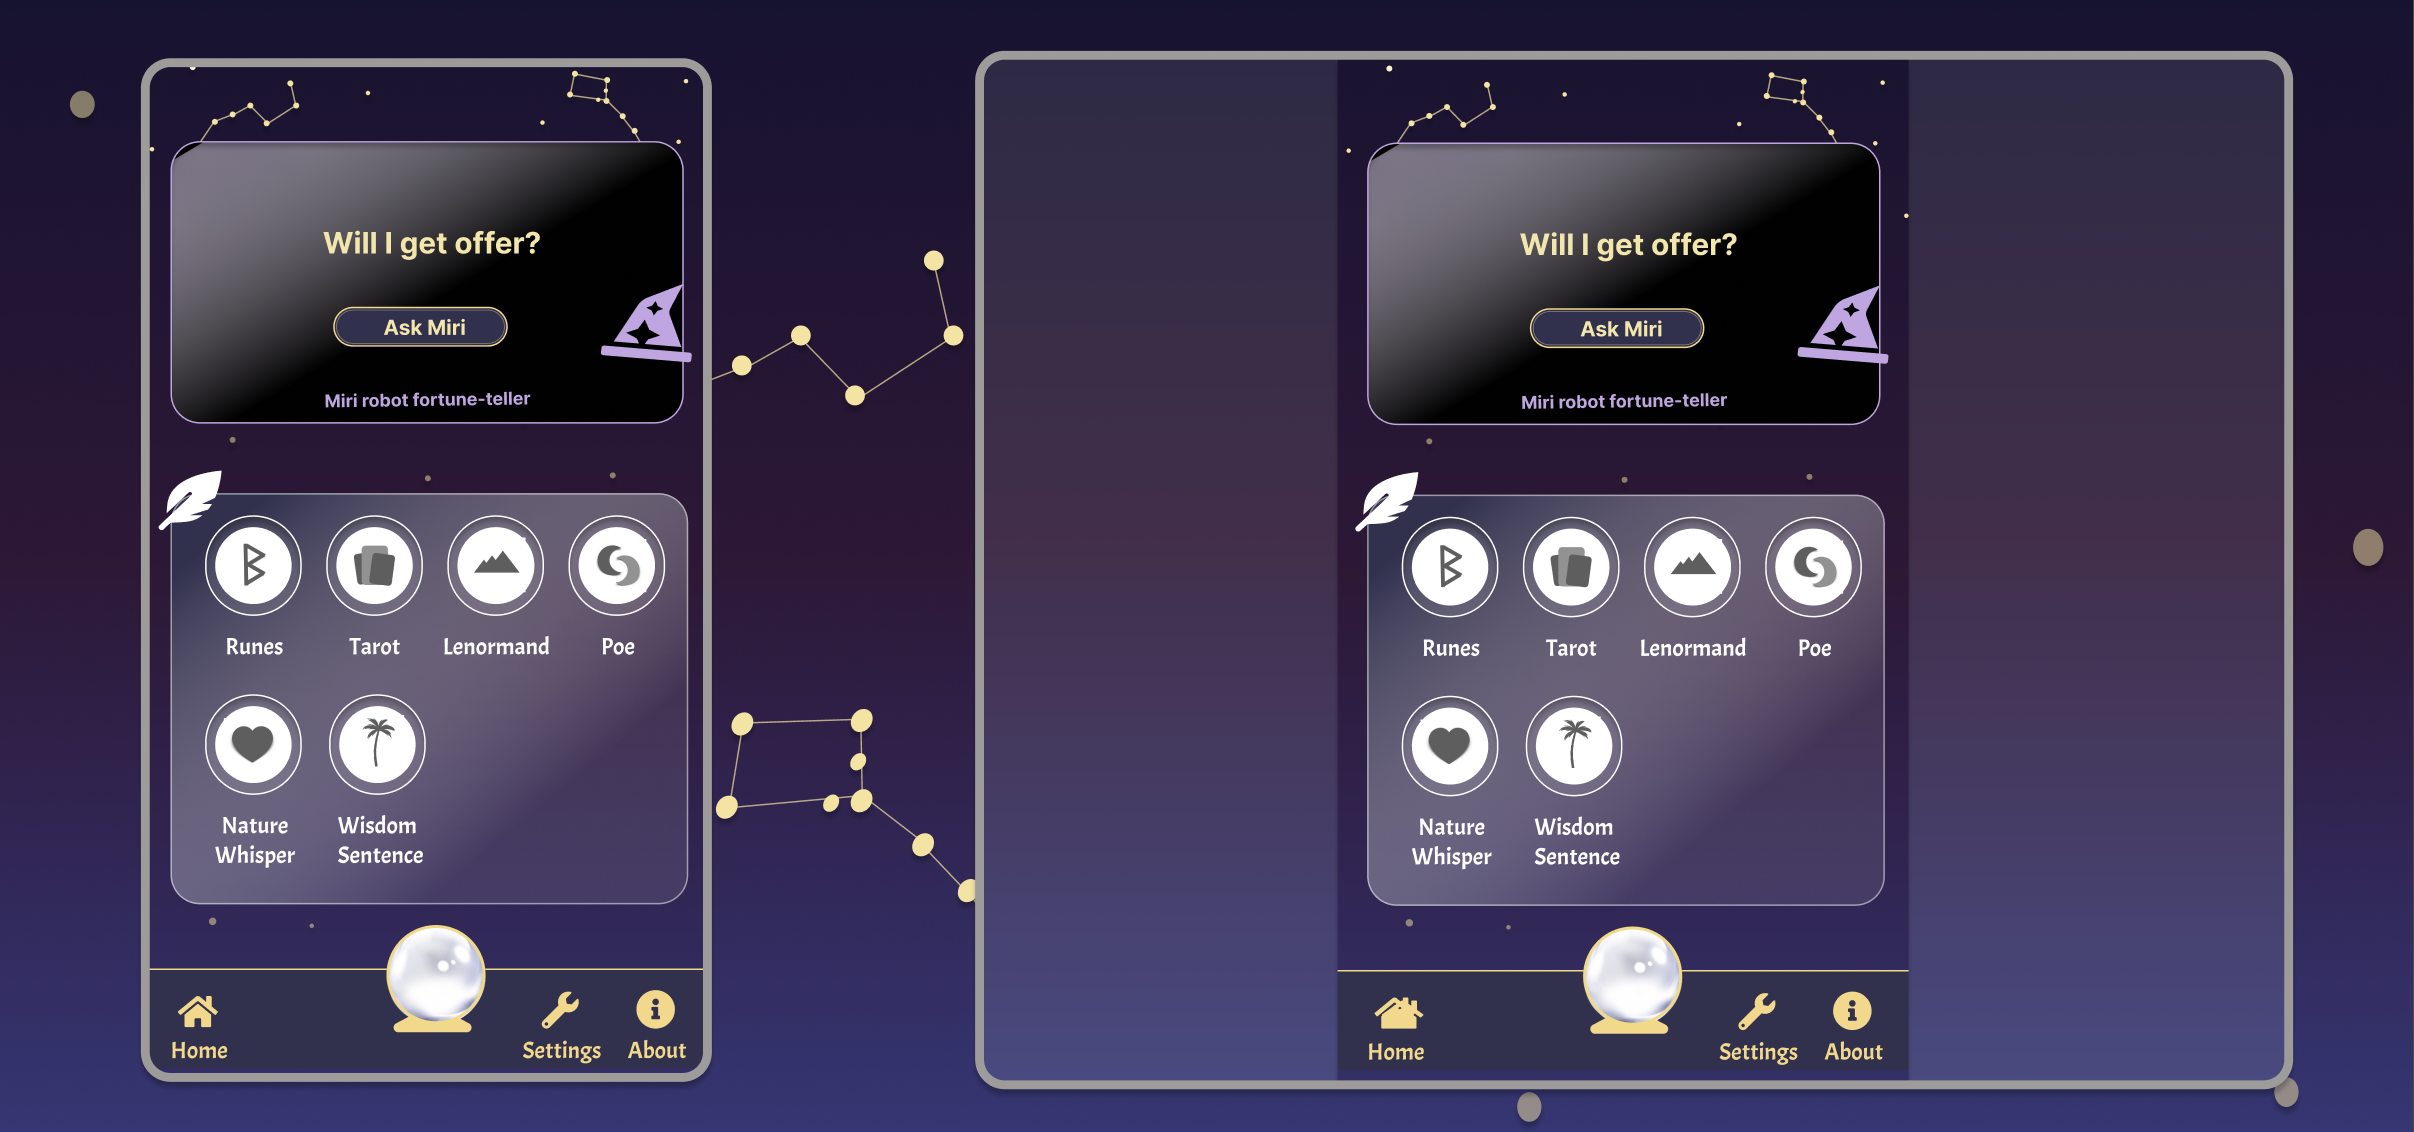 Will I get offer?
Ask Miri
Miri robot fortune-teller
Runes Tarot Lenormand Poe
Nature Wisdom
Whisper Sentence
Home Settings About
Will I get offer?
Ask Miri
Miri robot fortune-teller
Runes Tarot Lenormand Poe
Nature Wisdom
Whisper Sentence
Home Settings About